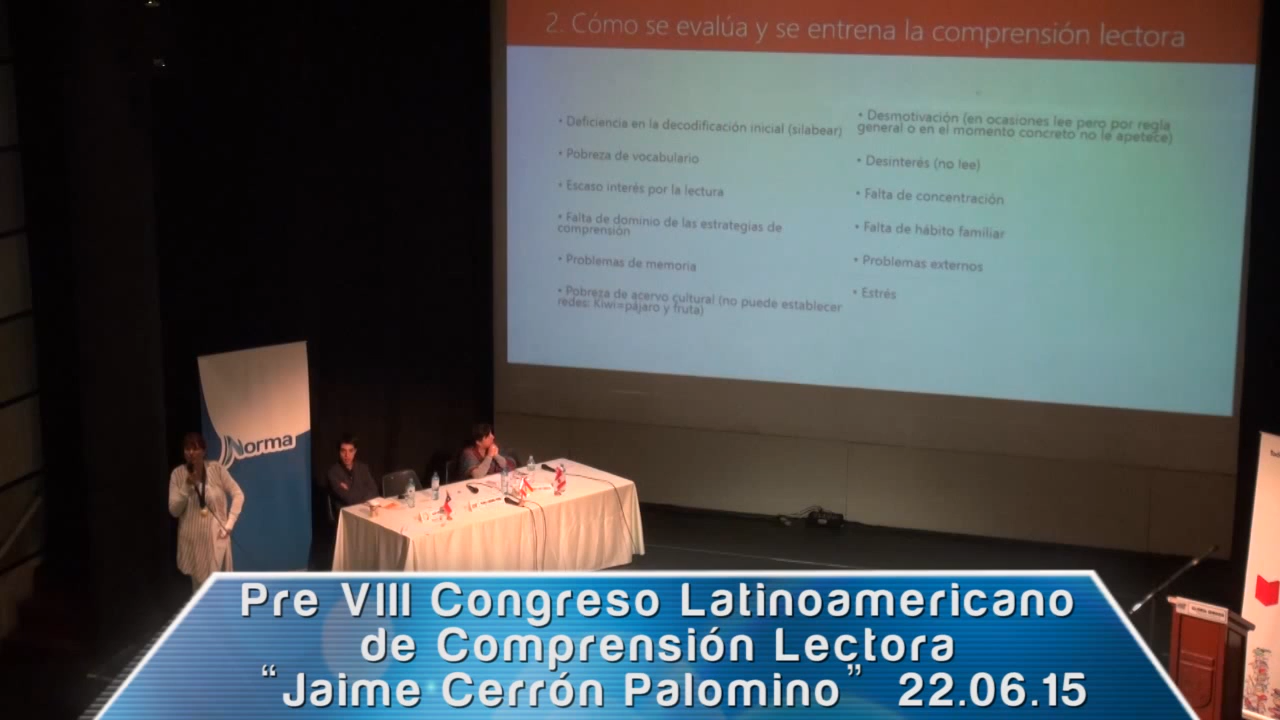 2. Cómo se evalúa y se entrena la comprensión lectora
• Deficiencia en la decodificación inicial (silabear)
• Pobreza de vocabulario
• Escaso interés por la lectura
• Falta de dominio de las estrategias de
comprensión
• Problemas de memoria
• Pobreza de acervo cultural (no puede establecer
redes: Kiwi=pájaro y fruta)
• Desmotivación (en ocasiones lee pero por regla
general o en el momento concreto no le apetece)
• Desinterés (no lee)
• Falta de concentración
• Falta de hábito familiar
• Problemas externos
• Estrés
Norma
Pre VIII Congreso Latinoamericano
de Comprensión Lectora
“Jaime Cerrón Palomino” 22.06.15